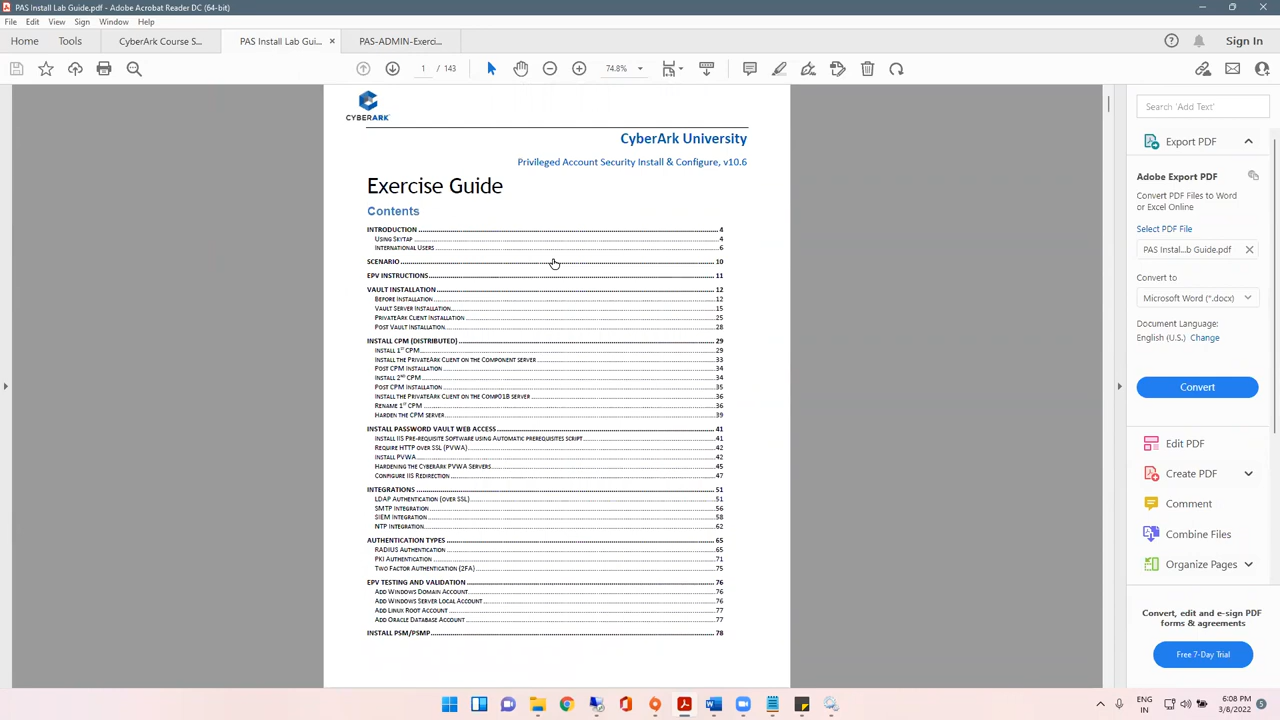 PAS Install Lab Guide.pdf - Adobe Acrobat Reader DC (64-bit)
File Edit View Sign Window Help
Home Tools CyberArk Course S... PAS Install Lab Gui... × PAS-ADMIN-Exerci... Sign In
1 / 143 74.8%
CYBERARK
CyberArk University
Privileged Account Security Install & Configure, v10.6
Exercise Guide
Contents
INTRODUCTION 4
USING SKYTAP 4
INTERNATIONAL USERS 6
SCENARIO 10
EPV INSTRUCTIONS 11
VAULT INSTALLATION 12
BEFORE INSTALLATION 12
VAULT SERVER INSTALLATION 15
PRIVATEARK CLIENT INSTALLATION 25
POST VAULT INSTALLATION 28
INSTALL CPM (DISTRIBUTED) 29
INSTALL 1ST CPM 29
INSTALL THE PRIVATEARK CLIENT ON THE COMPONENT SERVER 33
POST CPM INSTALLATION 34
INSTALL 2ND CPM 34
POST CPM INSTALLATION 35
INSTALL THE PRIVATEARK CLIENT ON THE COMP01B SERVER 36
RENAME 1ST CPM 36
HARDEN THE CPM SERVER 39
INSTALL PASSWORD VAULT WEB ACCESS 41
INSTALL IIS PRE-REQUISITE SOFTWARE USING AUTOMATIC PREREQUISITES SCRIPT 41
REQUIRE HTTP OVER SSL (PVWA) 42
INSTALL PVWA 42
HARDENING THE CYBERARK PVWA SERVERS 45
CONFIGURE IIS REDIRECTION 47
INTEGRATIONS 51
LDAP AUTHENTICATION (OVER SSL) 51
SMTP INTEGRATION 56
SIEM INTEGRATION 58
NTP INTEGRATION 62
AUTHENTICATION TYPES 65
RADIUS AUTHENTICATION 65
PKI AUTHENTICATION 71
TWO FACTOR AUTHENTICATION (2FA) 75
EPV TESTING AND VALIDATION 76
ADD WINDOWS DOMAIN ACCOUNT 76
ADD WINDOWS SERVER LOCAL ACCOUNT 76
ADD LINUX ROOT ACCOUNT 77
ADD ORACLE DATABASE ACCOUNT 77
INSTALL PSM/PSMP 78
Search 'Add Text'
Export PDF
Adobe Export PDF
Convert PDF Files to Word
or Excel Online
Select PDF File
PAS Instal...b Guide.pdf ×
Convert to
Microsoft Word (*.docx)
Document Language:
English (U.S.) Change
Convert
Edit PDF
Create PDF
Comment
Combine Files
Organize Pages
Convert, edit and e-sign PDF
forms & agreements
Free 7-Day Trial
ENG
IN
6:08 PM
3/8/2022